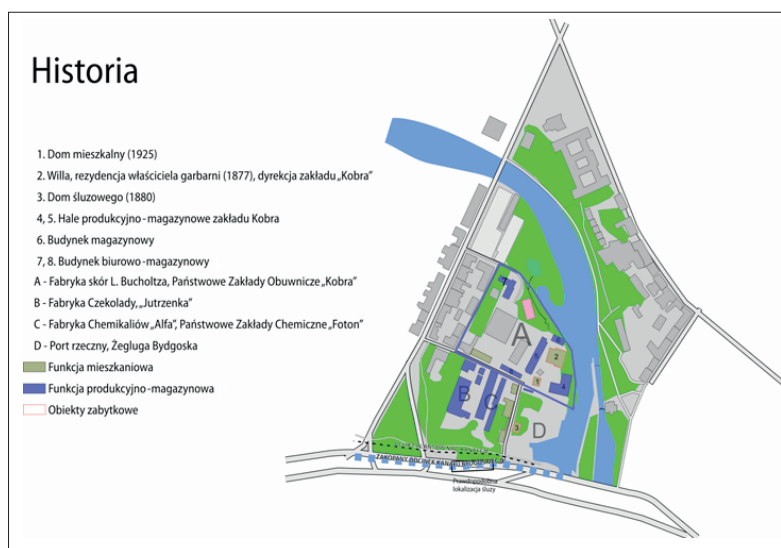 Historia
1. Dom mieszkalny (1925)
2. Willa, rezydencja właściciela garbarni (1877), dyrekcja zakładu „Kobra”
3. Dom śluzowego (1880)
4, 5. Hale produkcyjno-magazynowe zakładu Kobra
6. Budynek magazynowy
7, 8. Budynek biurowo-magazynowy
A - Fabryka skór L. Bucholtza, Państwowe Zakłady Obuwnicze „Kobra”
B - Fabryka Czekolady, „Jutrzenka”
C - Fabryka Chemikaliów „Alfa”, Państwowe Zakłady Chemiczne „Foton”
D - Port rzeczny, Żegluga Bydgoska
Funkcja mieszkaniowa
Funkcja produkcyjno-magazynowa
Obiekty zabytkowe
A
2
1
4
B
C
3
D
Prawdopodobna
lokalizacja śluzy